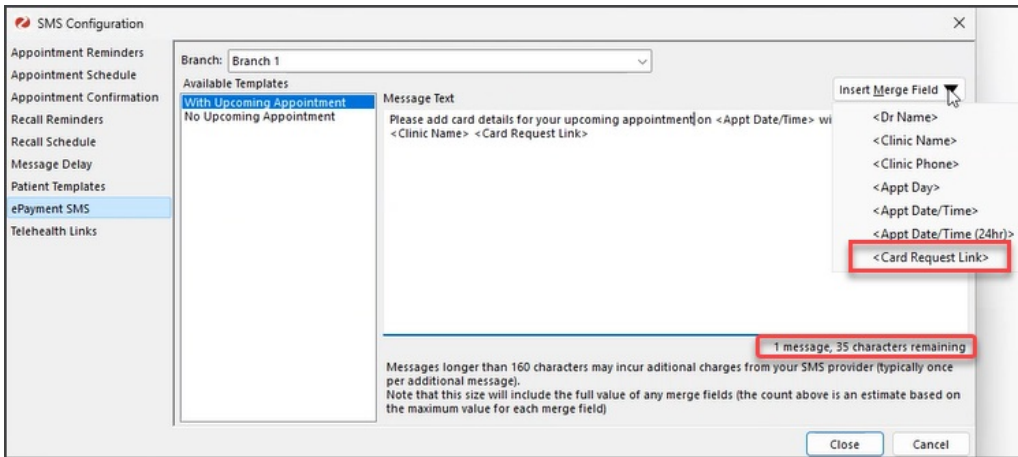 SMS Configuration
Appointment Reminders
Appointment Schedule
Appointment Confirmation
Recall Reminders
Recall Schedule
Message Delay
Patient Templates
ePayment SMS
Telehealth Links
Branch: Branch 1
Available Templates
With Upcoming Appointment
No Upcoming Appointment
Message Text
Insert Merge Field
Please add card details for your upcoming appointment on <Appt Date/Time> wi
<Clinic Name> <Card Request Link>
<Dr Name>
<Clinic Name>
<Clinic Phone>
<Appt Day>
<Appt Date/Time>
<Appt Date/Time (24hr)>
<Card Request Link>
1 message, 35 characters remaining
Messages longer than 160 characters may incur aditional charges from your SMS provider (typically once
per additional message).
Note that this size will include the full value of any merge fields (the count above is an estimate based on
the maximum value for each merge field)
Close Cancel